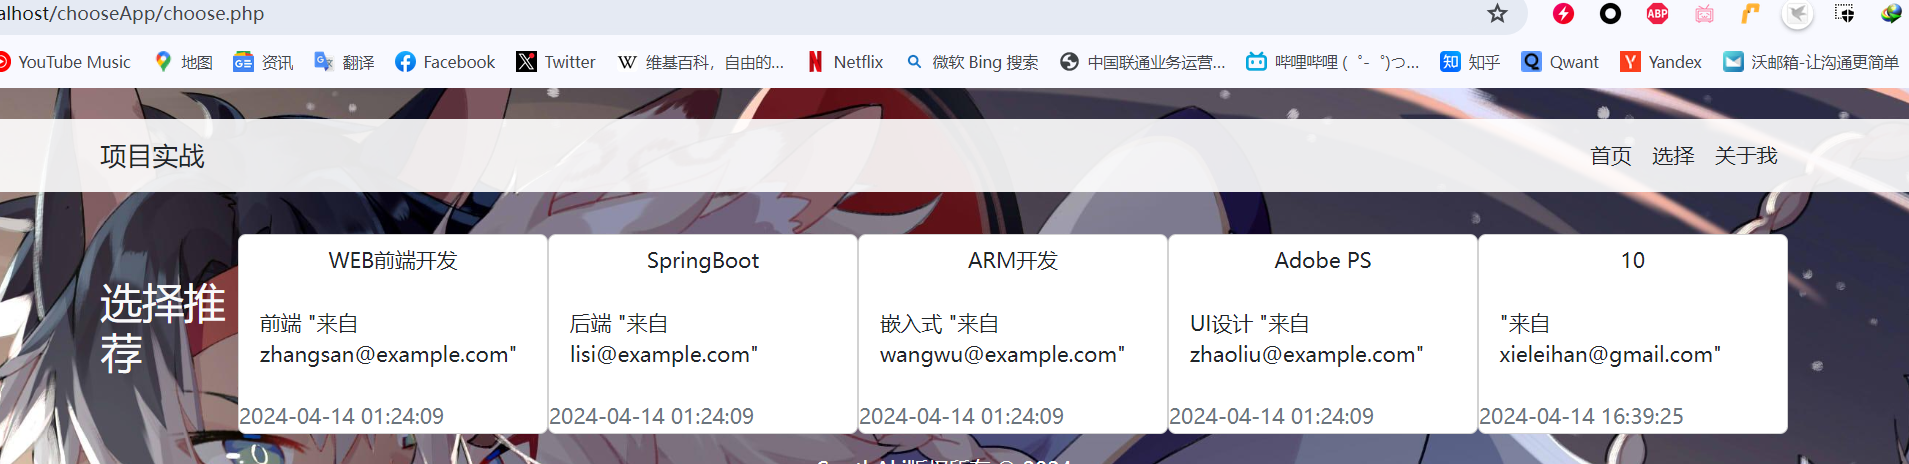 alhost/chooseApp/choose.php
YouTube Music 地图 资讯 翻译 Facebook Twitter 维基百科，自由的... Netflix 微软 Bing 搜索 中国联通业务运营... 哔哩哔哩 (゜-゜)つ... 知乎 Qwant Yandex 沃邮箱-让沟通更简单
项目实战
首页 选择 关于我
选择推
荐
WEB前端开发
前端 "来自
zhangsan@example.com"
2024-04-14 01:24:09
SpringBoot
后端 "来自
lisi@example.com"
2024-04-14 01:24:09
ARM开发
嵌入式 "来自
wangwu@example.com"
2024-04-14 01:24:09
Adobe PS
UI设计 "来自
zhaoliu@example.com"
2024-04-14 01:24:09
10
"来自
xieleihan@gmail.com"
2024-04-14 16:39:25